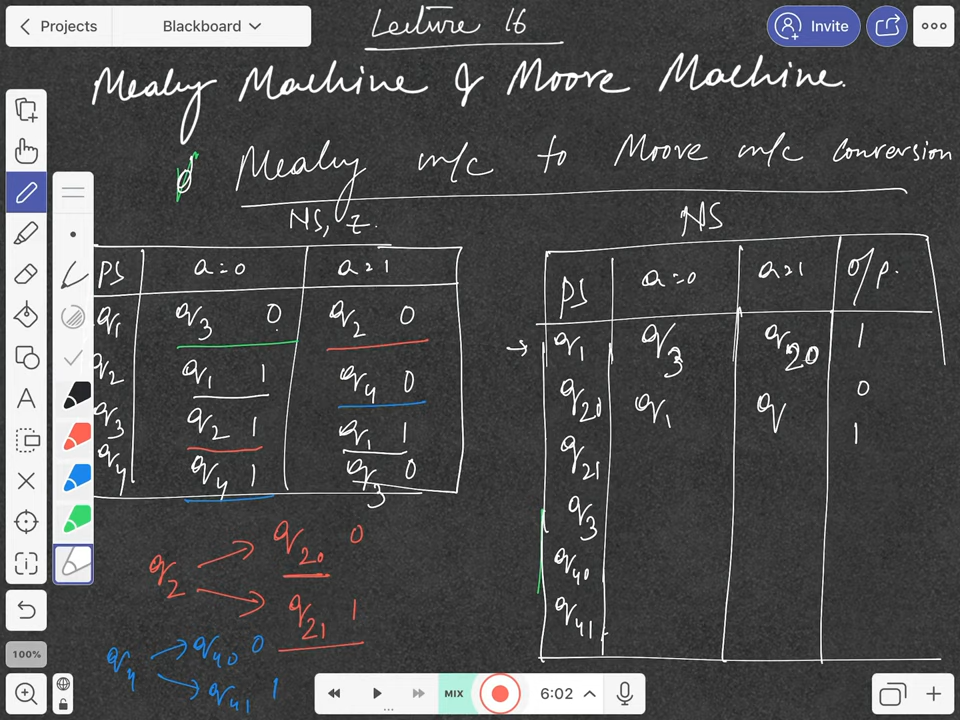 Projects
Blackboard
Lecture 16
Invite
Mealy Machine & Moore Machine.
Mealy m/c to Moore m/c conversion
NS, Z.
PS a=0 a=1
q1 q3 0 q2 0
q2 q1 1 q4 0
q3 q2 1 q1 1
q4 q4 1 q3 0
q2 → q20 0
→ q21 1
q4 → q40 0
→ q41 1
NS
PS a=0 a=1 o/p.
→ q1 q3 q20 1
q20 q1 q 0
q21 1
q3
q40
q41
100%
MIX
6:02